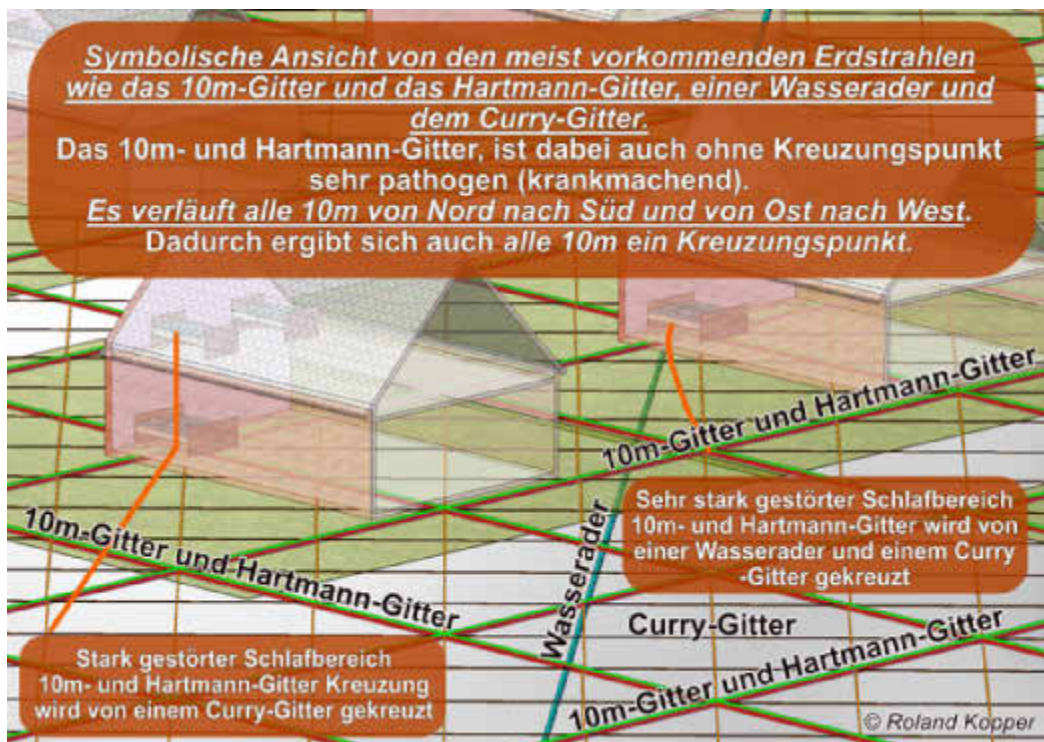 Symbolische Ansicht von den meist vorkommenden Erdstrahlen
wie das 10m-Gitter und das Hartmann-Gitter, einer Wasserader und
dem Curry-Gitter.
Das 10m- und Hartmann-Gitter, ist dabei auch ohne Kreuzungspunkt
sehr pathogen (krankmachend).
Es verläuft alle 10m von Nord nach Süd und von Ost nach West.
Dadurch ergibt sich auch alle 10m ein Kreuzungspunkt.
10m-Gitter und Hartmann-Gitter
Sehr stark gestörter Schlafbereich
10m- und Hartmann-Gitter wird von
einer Wasserader und einem Curry
-Gitter gekreuzt
10m-Gitter und Hartmann-Gitter
Wasserader
Curry-Gitter
10m-Gitter und Hartmann-Gitter
Stark gestörter Schlafbereich
10m- und Hartmann-Gitter Kreuzung
wird von einem Curry-Gitter gekreuzt
© Roland Kopper